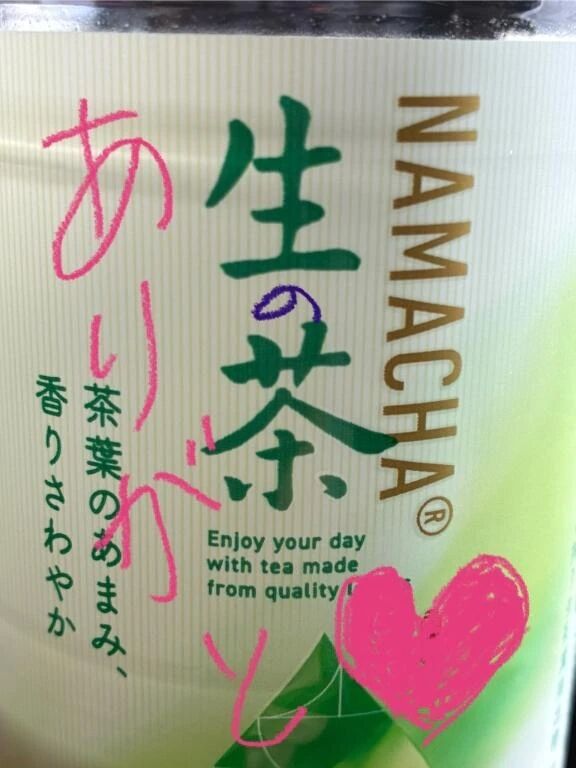 NAMACHA®
生の茶
Enjoy your day
with tea made
from quality
茶葉のあまみ、
香りさわやか
ありがと